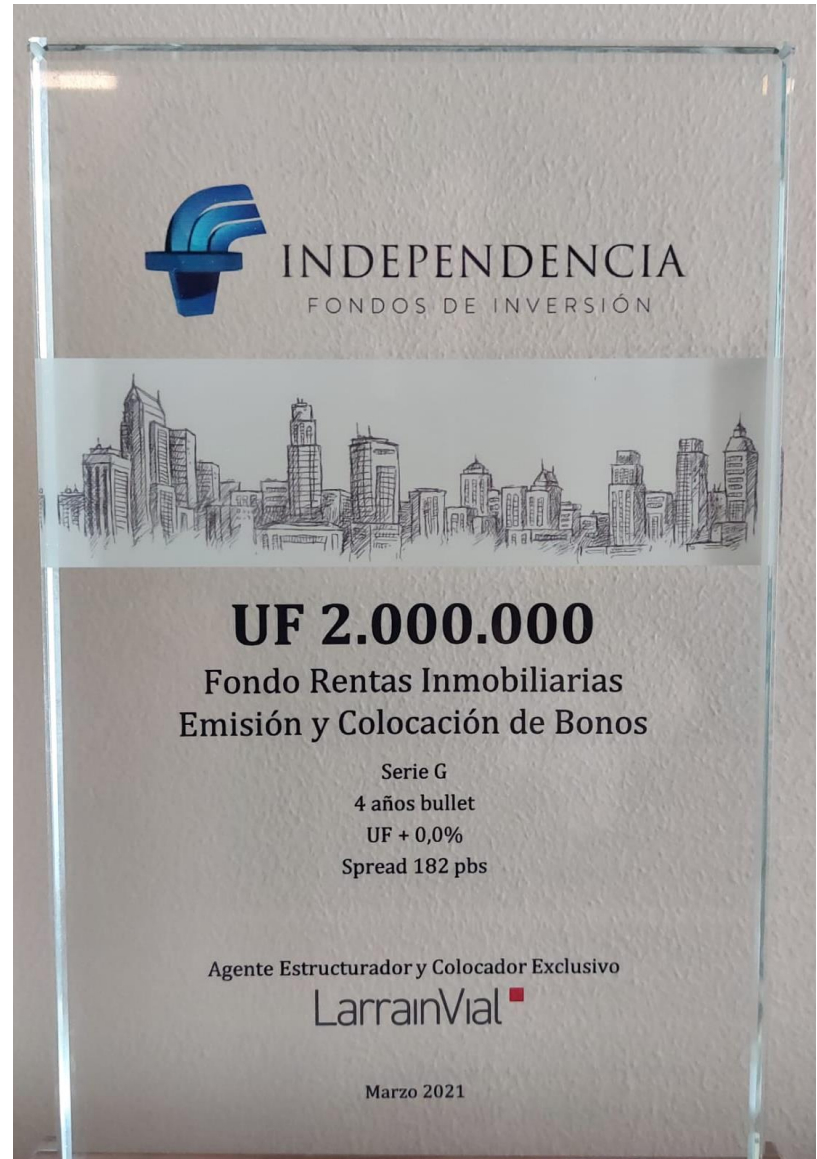 INDEPENDENCIA
FONDOS DE INVERSIÓN
UF 2.000.000
Fondo Rentas Inmobiliarias
Emisión y Colocación de Bonos
Serie G
4 años bullet
UF + 0,0%
Spread 182 pbs
Agente Estructurador y Colocador Exclusivo
LarrainVial
Marzo 2021